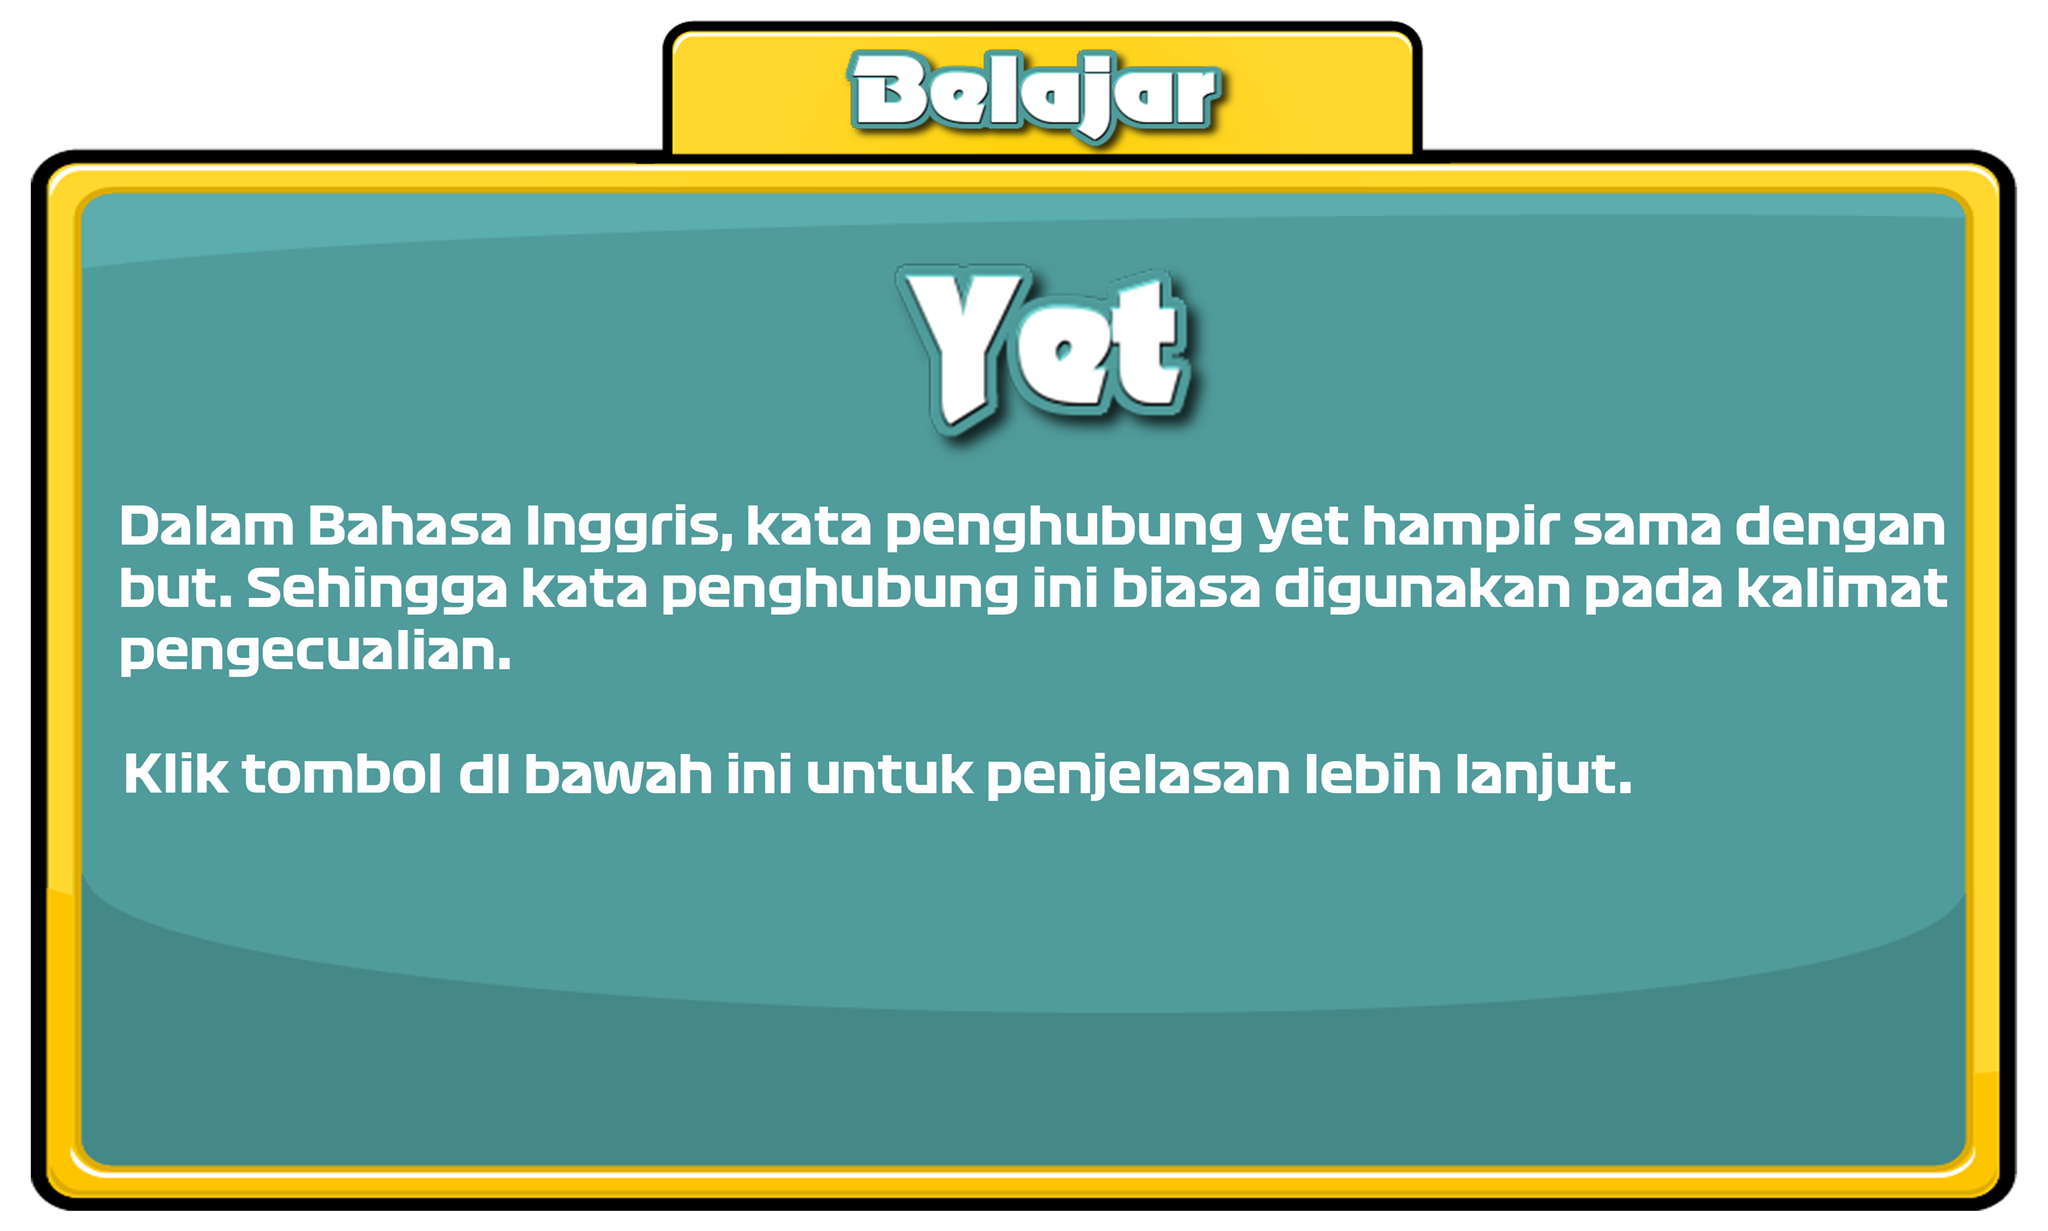 Belajar
Yet
Dalam Bahasa Inggris, kata penghubung yet hampir sama dengan
but. Sehingga kata penghubung ini biasa digunakan pada kalimat
pengecualian.
Klik tombol dI bawah ini untuk penjelasan lebih lanjut.